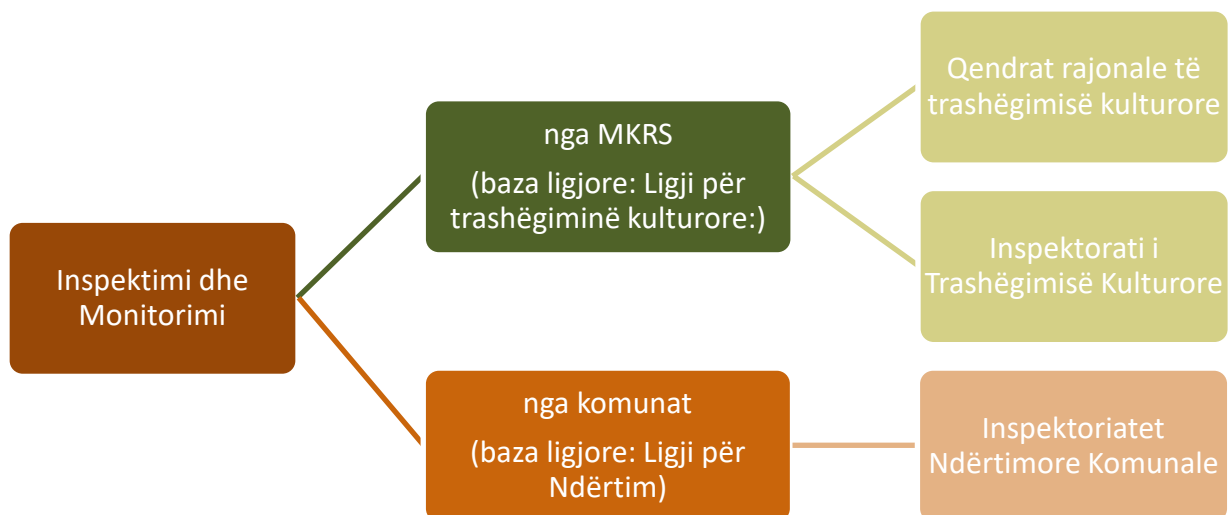 Inspektimi dhe
Monitorimi
nga MKRS
(baza ligjore: Ligji për
trashëgiminë kulturore:)
nga komunat
(baza ligjore: Ligji për
Ndërtim)
Qendrat rajonale të
trashëgimisë kulturore
Inspektorati i
Trashëgimisë Kulturore
Inspektoriatet
Ndërtimore Komunale